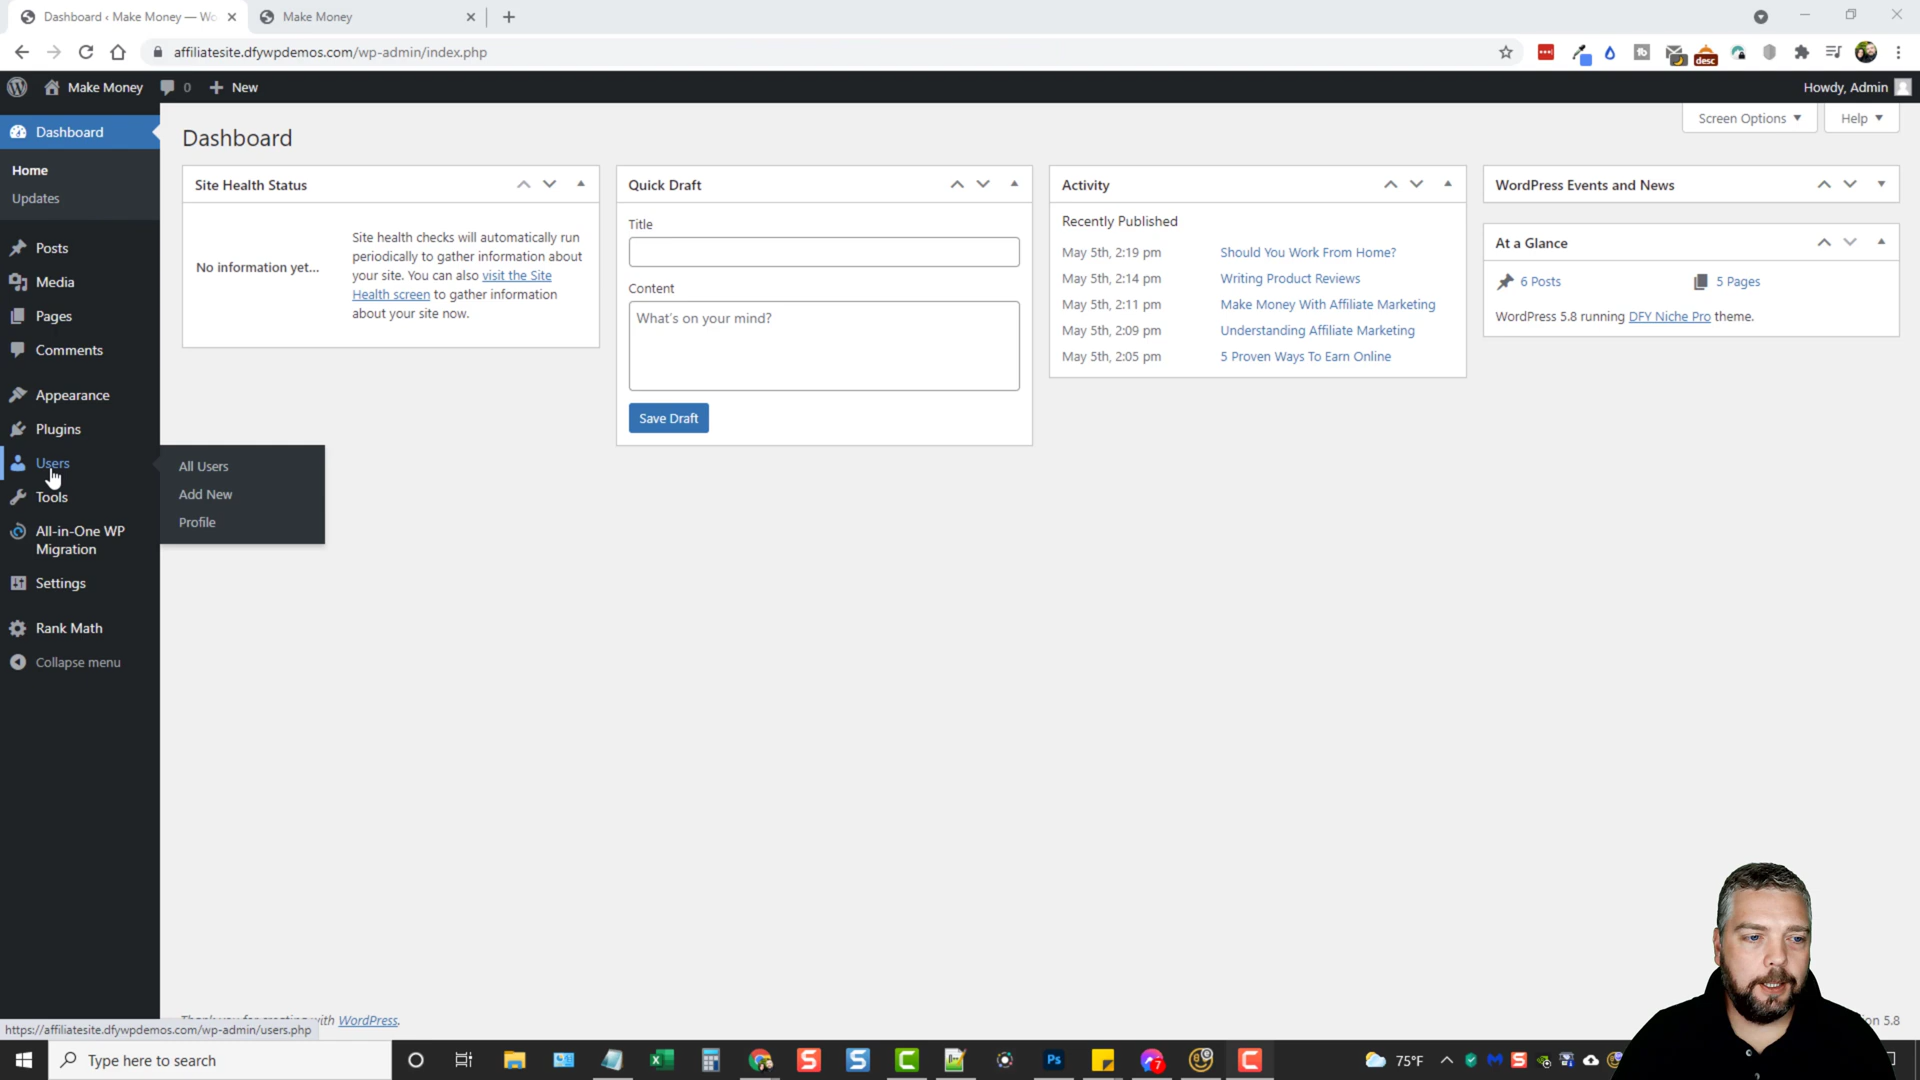 Dashboard ‹ Make Money — Wo
Make Money
affiliatesite.dfywpdemos.com/wp-admin/index.php
desc
Make Money
0
New
Howdy, Admin
Screen Options
Help
Dashboard
Dashboard
Home
Updates
Posts
Media
Pages
Comments
Appearance
Plugins
Users
Tools
All-in-One WP
Migration
Settings
Rank Math
Collapse menu
All Users
Add New
Profile
Site Health Status
No information yet...
Site health checks will automatically run
periodically to gather information about
your site. You can also visit the Site
Health screen to gather information
about your site now.
Quick Draft
Title
Content
What's on your mind?
Save Draft
Activity
Recently Published
May 5th, 2:19 pm Should You Work From Home?
May 5th, 2:14 pm Writing Product Reviews
May 5th, 2:11 pm Make Money With Affiliate Marketing
May 5th, 2:09 pm Understanding Affiliate Marketing
May 5th, 2:05 pm 5 Proven Ways To Earn Online
WordPress Events and News
At a Glance
6 Posts
5 Pages
WordPress 5.8 running DFY Niche Pro theme.
WordPress.
5.8
https://affiliatesite.dfywpdemos.com/wp-admin/users.php
Type here to search
Ps
7
75°F